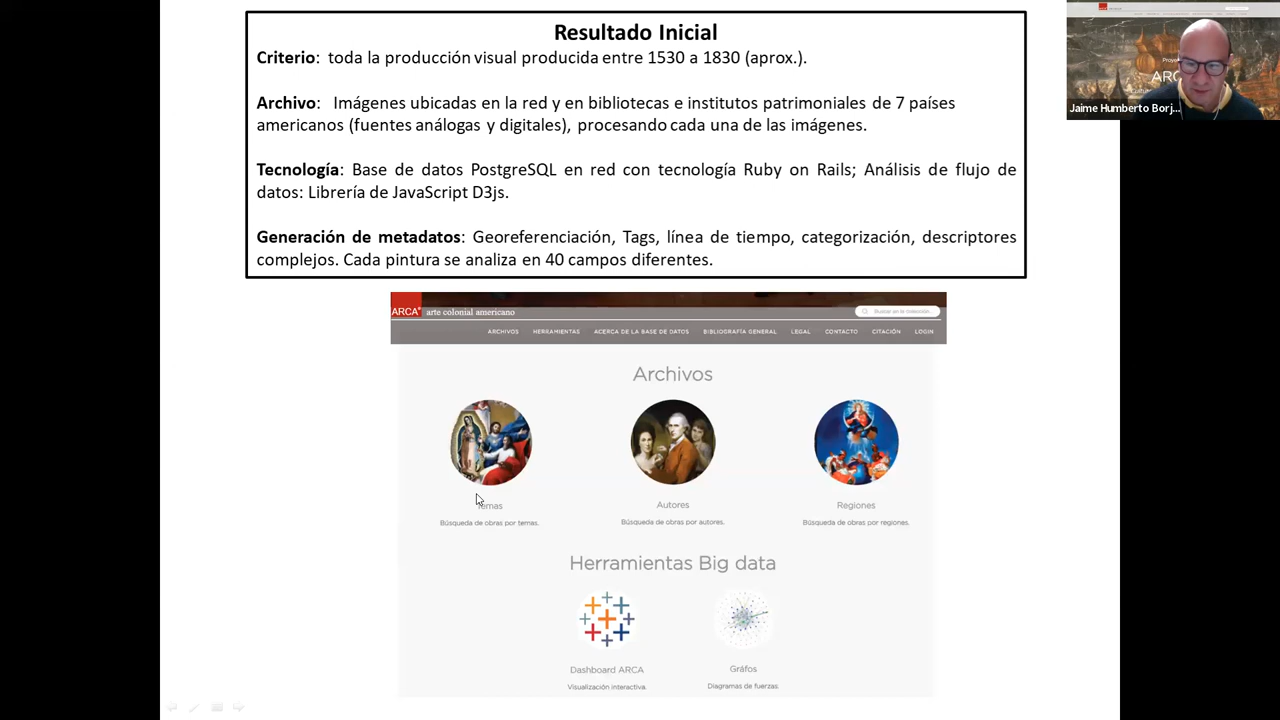 Resultado Inicial
Criterio: toda la producción visual producida entre 1530 a 1830 (aprox.).
Archivo: Imágenes ubicadas en la red y en bibliotecas e institutos patrimoniales de 7 países
americanos (fuentes análogas y digitales), procesando cada una de las imágenes.
Tecnología: Base de datos PostgreSQL en red con tecnología Ruby on Rails; Análisis de flujo de
datos: Librería de JavaScript D3js.
Generación de metadatos: Georeferenciación, Tags, línea de tiempo, categorización, descriptores
complejos. Cada pintura se analiza en 40 campos diferentes.
Jaime Humberto Borj...
ARCA arte colonial americano
Buscar en la colección...
ARCHIVOS HERRAMIENTAS ACERCA DE LA BASE DE DATOS BIBLIOGRAFÍA GENERAL LEGAL CONTACTO CITACIÓN LOGIN
Archivos
Temas Autores Regiones
Búsqueda de obras por temas. Búsqueda de obras por autores. Búsqueda de obras por regiones.
Herramientas Big data
Dashboard ARCA Gráfos
Visualización interactiva. Diagramas de fuerzas.